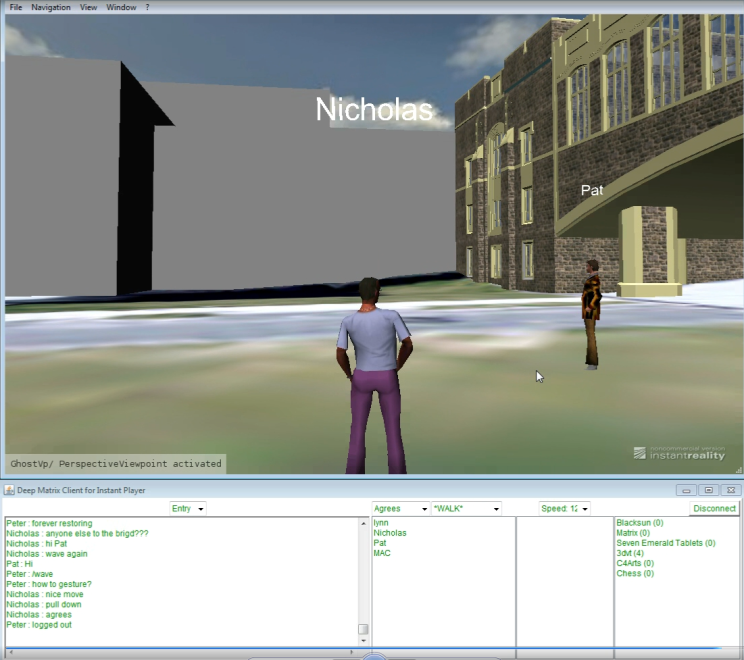 File Navigation View Window ?
Nicholas
Pat
noncommercial version
instantreality
GhostVp/ PerspectiveViewpoint activated
Deep Matrix Client for Instant Player
Entry
Agrees
*WALK*
Speed: 12
Disconnect
Peter : forever restoring
Nicholas : anyone else to the brigd???
Nicholas : hi Pat
Nicholas : wave again
Pat : Hi
Peter : /wave
Peter : how to gesture?
Nicholas : nice move
Nicholas : pull down
Nicholas : agrees
Peter : logged out
lynn
Nicholas
Pat
MAC
Blacksun (0)
Matrix (0)
Seven Emerald Tablets (0)
3dvt (4)
C4Arts (0)
Chess (0)